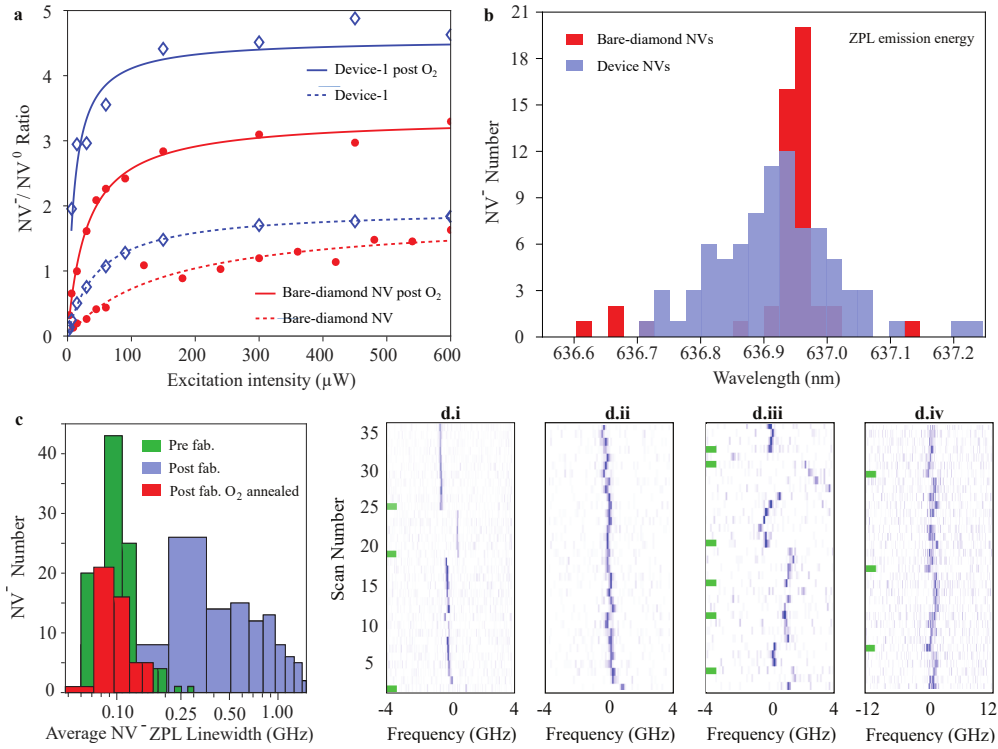 a
NV⁻/ NV⁰ Ratio
5
4
3
2
1
0
0 100 200 300 400 500 600
Excitation intensity (µW)
Device-1 post O₂
Device-1
Bare-diamond NV post O₂
Bare-diamond NV
b
NV⁻ Number
21
18
15
12
9
6
3
0
636.6 636.7 636.8 636.9 637.0 637.1 637.2
Wavelength (nm)
Bare-diamond NVs
Device NVs
ZPL emission energy
c
NV⁻ Number
40
30
20
10
0
0.10 0.25 0.50 1.00
Average NV⁻ ZPL Linewidth (GHz)
Pre fab.
Post fab.
Post fab. O₂ annealed
d.i
d.ii
d.iii
d.iv
Scan Number
35
30
25
20
15
10
5
-4 0 4
Frequency (GHz)
-4 0 4
Frequency (GHz)
-4 0 4
Frequency (GHz)
-12 0 12
Frequency (GHz)